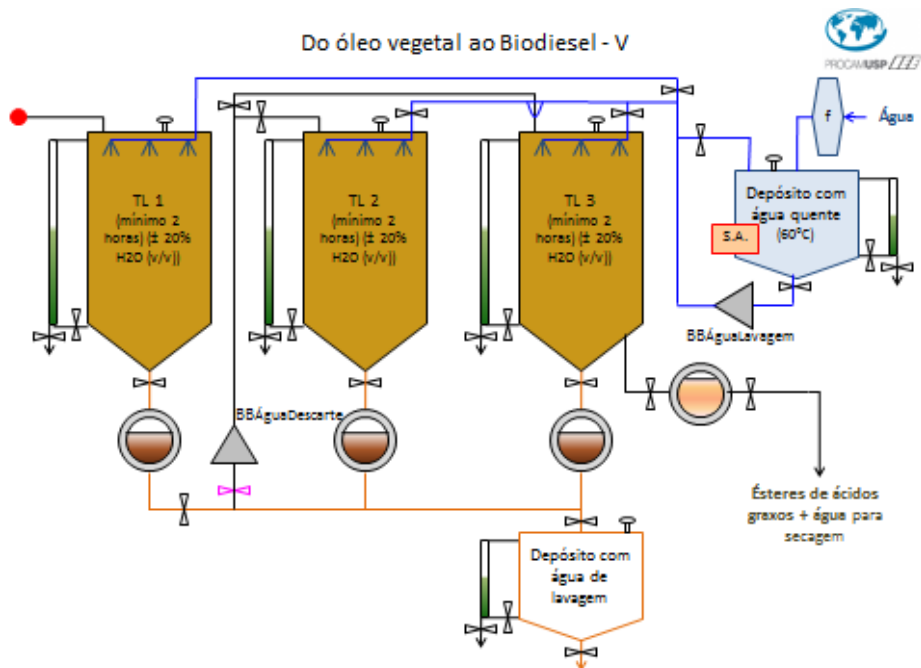 Do óleo vegetal ao Biodiesel - V
PROCAMUSP
f
Água
TL 1
(mínimo 2
horas) (± 20%
H2O (v/v))
TL 2
(mínimo 2
horas) (± 20%
H2O (v/v))
TL 3
(mínimo 2
horas) (± 20%
H2O (v/v))
Depósito com
água quente
(60ºC)
S.A.
BBÁguaLavagem
BBÁguaDescarte
Ésteres de ácidos
graxos + água para
secagem
Depósito com
água de
lavagem